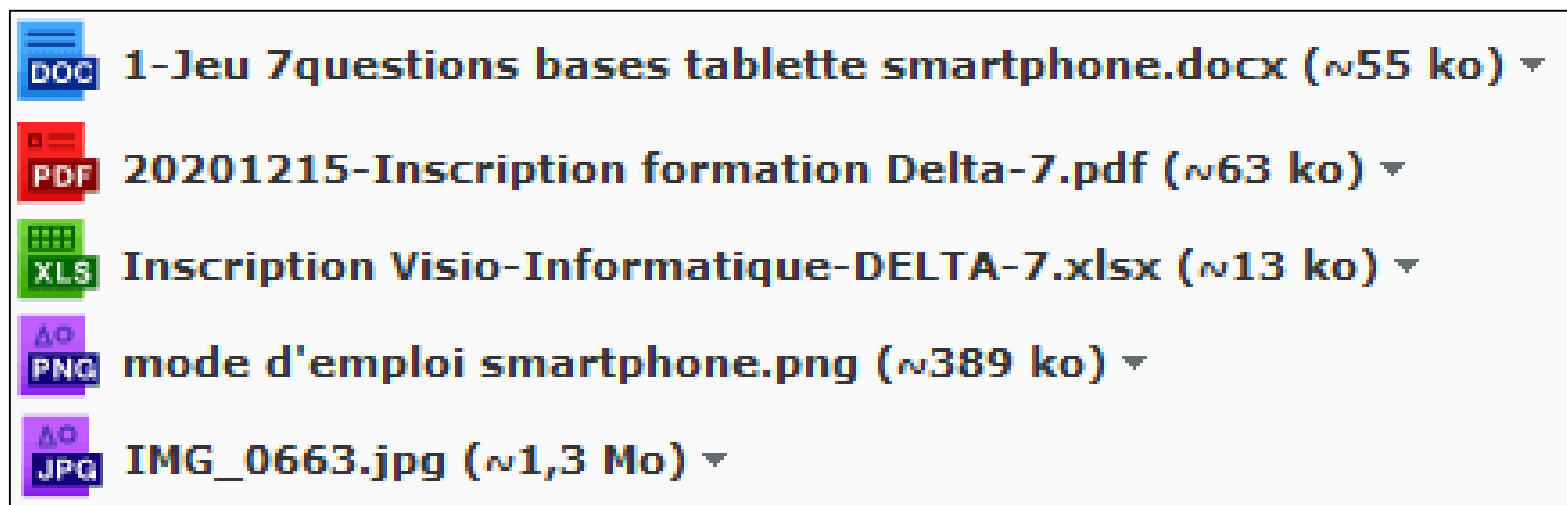 DOC 1-Jeu 7questions bases tablette smartphone.docx (~55 ko)
PDF 20201215-Inscription formation Delta-7.pdf (~63 ko)
XLS Inscription Visio-Informatique-DELTA-7.xlsx (~13 ko)
PNG mode d'emploi smartphone.png (~389 ko)
JPG IMG_0663.jpg (~1,3 Mo)